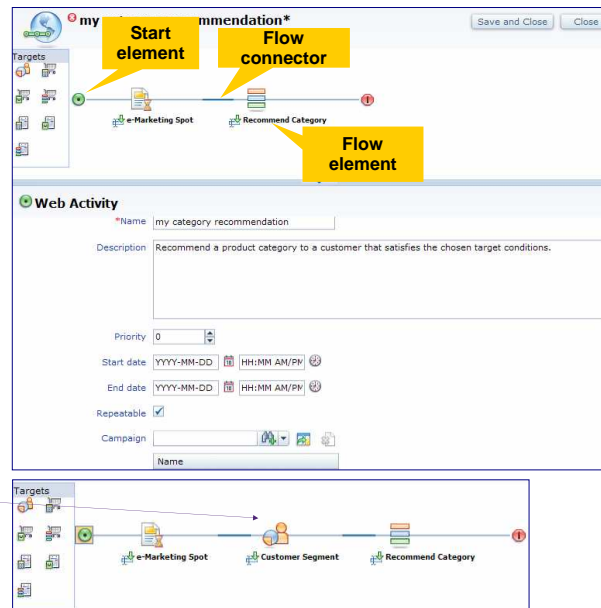 my                    mmendation*
Save and Close
Close
Start element
Flow connector
Targets
e-Marketing Spot
Recommend Category
Flow element
Web Activity
*Name my category recommendation
Description Recommend a product category to a customer that satisfies the chosen target conditions.
Priority 0
Start date YYYY-MM-DD HH:MM AM/PM
End date YYYY-MM-DD HH:MM AM/PM
Repeatable
Campaign
Name
Targets
e-Marketing Spot
Customer Segment
Recommend Category